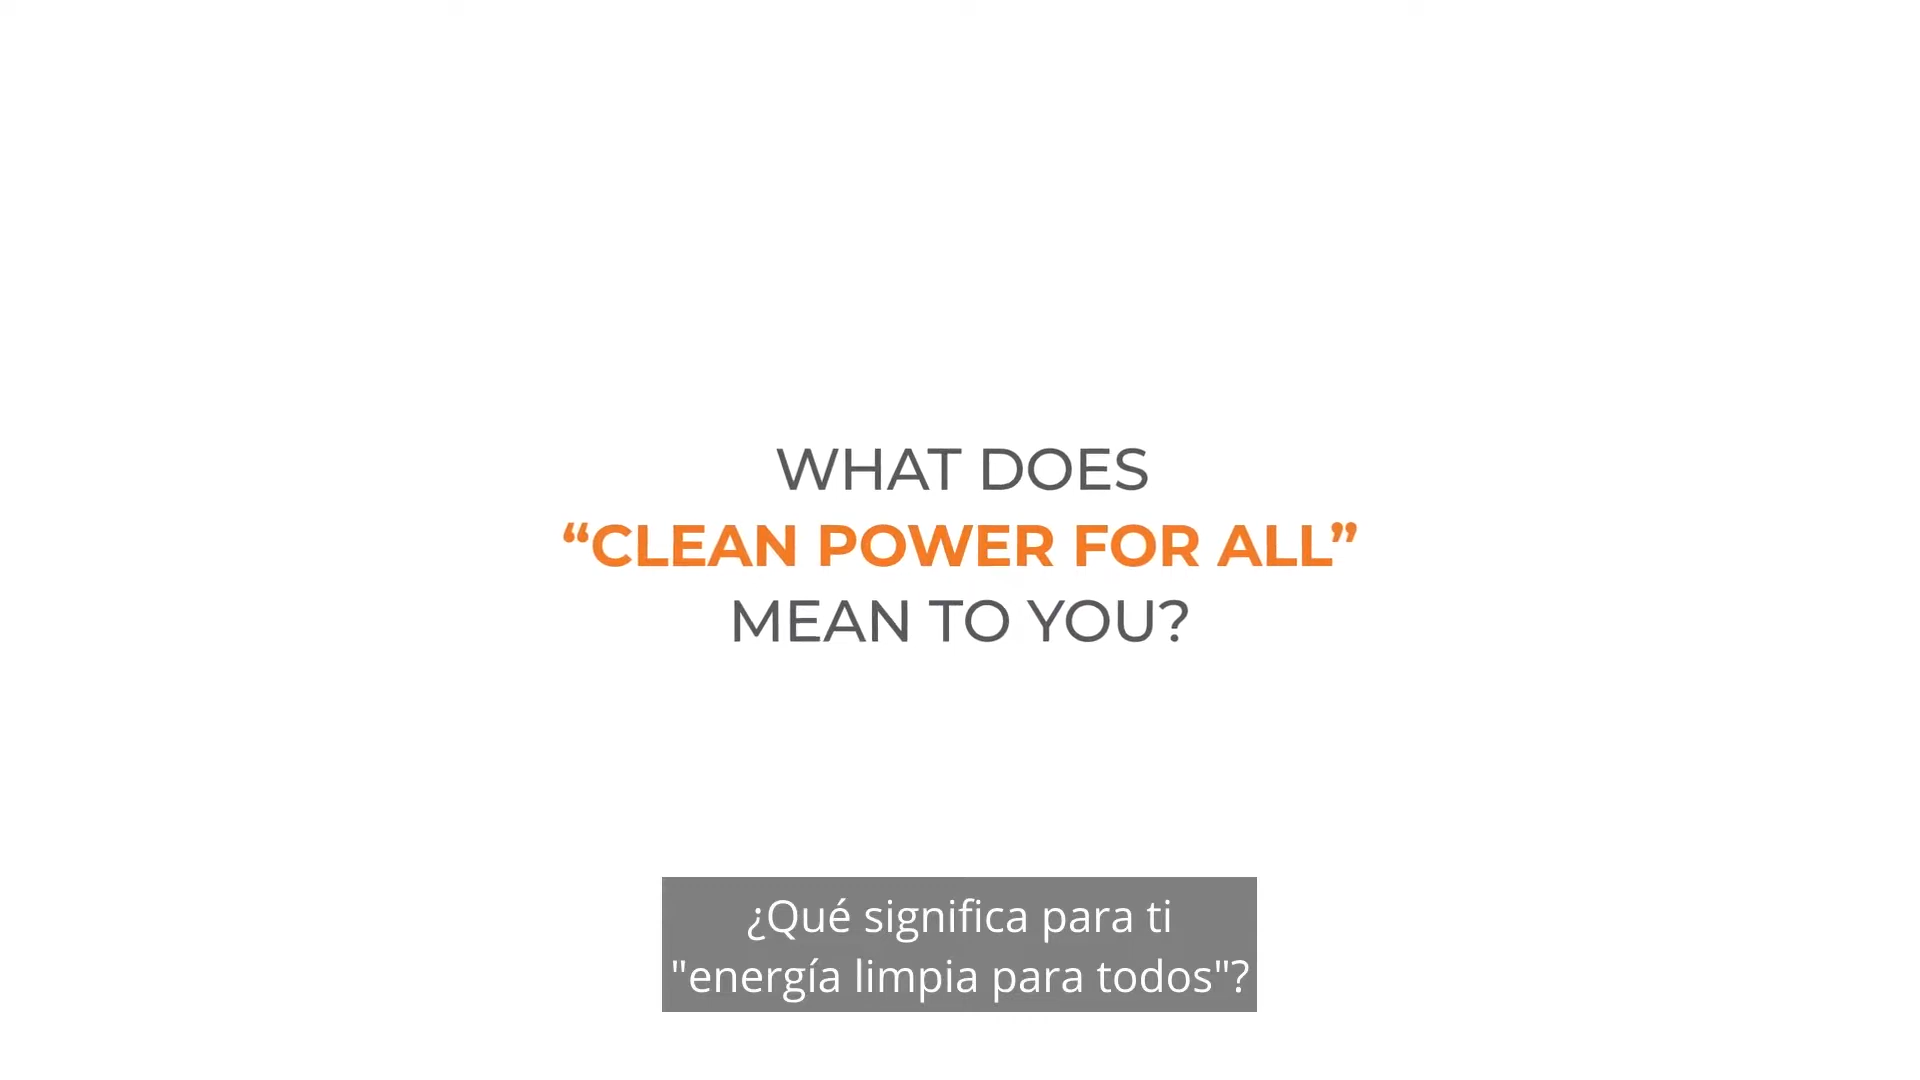 WHAT DOES
“CLEAN POWER FOR ALL”
MEAN TO YOU?
¿Qué significa para ti
"energía limpia para todos"?